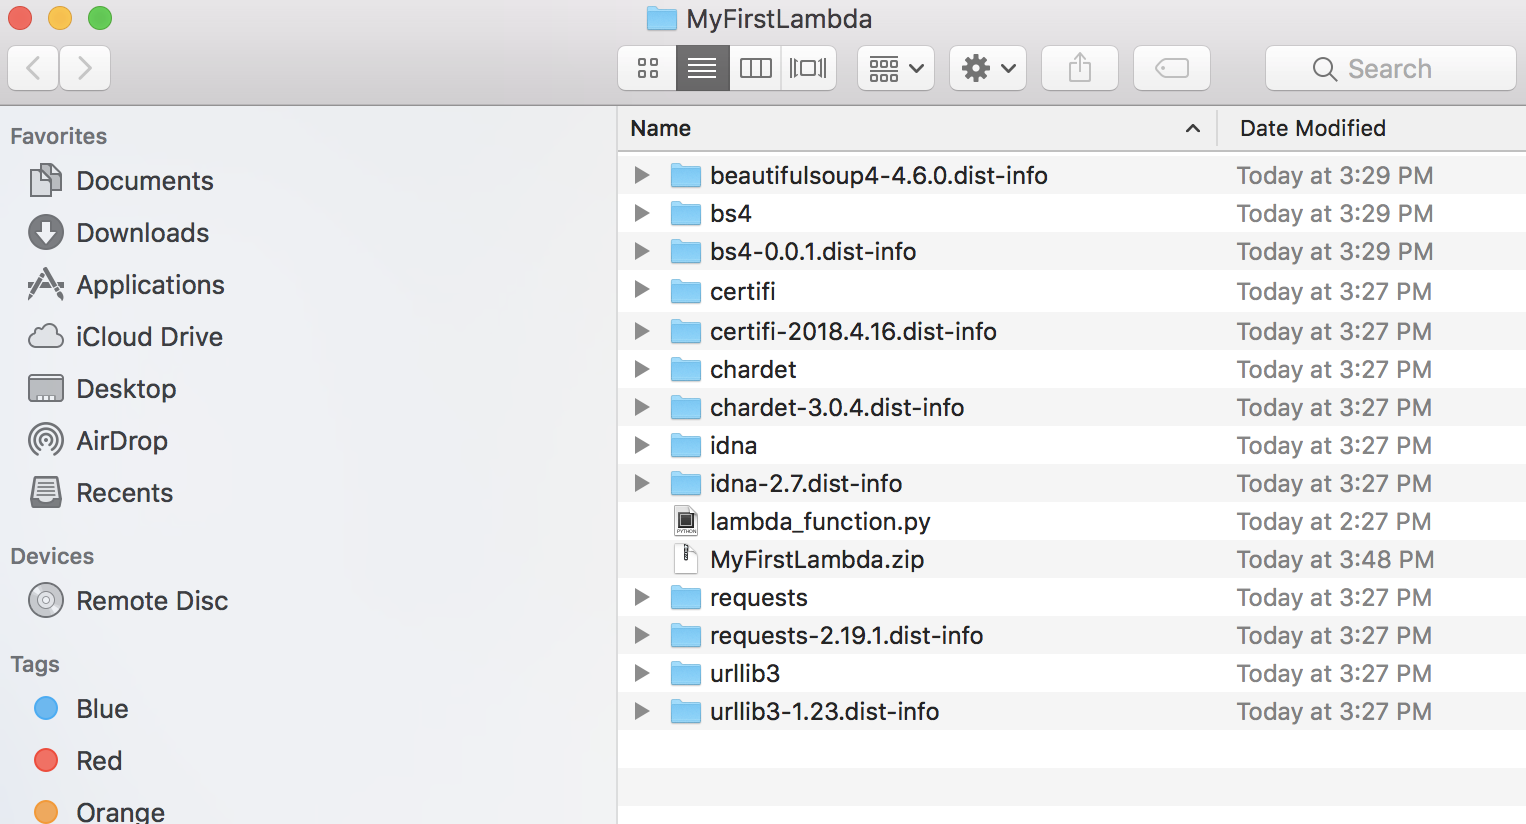 MyFirstLambda
Search
Favorites
Documents
Downloads
Applications
iCloud Drive
Desktop
AirDrop
Recents
Devices
Remote Disc
Tags
Blue
Red
Orange
Name Date Modified
beautifulsoup4-4.6.0.dist-info Today at 3:29 PM
bs4 Today at 3:29 PM
bs4-0.0.1.dist-info Today at 3:29 PM
certifi Today at 3:27 PM
certifi-2018.4.16.dist-info Today at 3:27 PM
chardet Today at 3:27 PM
chardet-3.0.4.dist-info Today at 3:27 PM
idna Today at 3:27 PM
idna-2.7.dist-info Today at 3:27 PM
PYTHON
lambda_function.py Today at 2:27 PM
MyFirstLambda.zip Today at 3:48 PM
requests Today at 3:27 PM
requests-2.19.1.dist-info Today at 3:27 PM
urllib3 Today at 3:27 PM
urllib3-1.23.dist-info Today at 3:27 PM